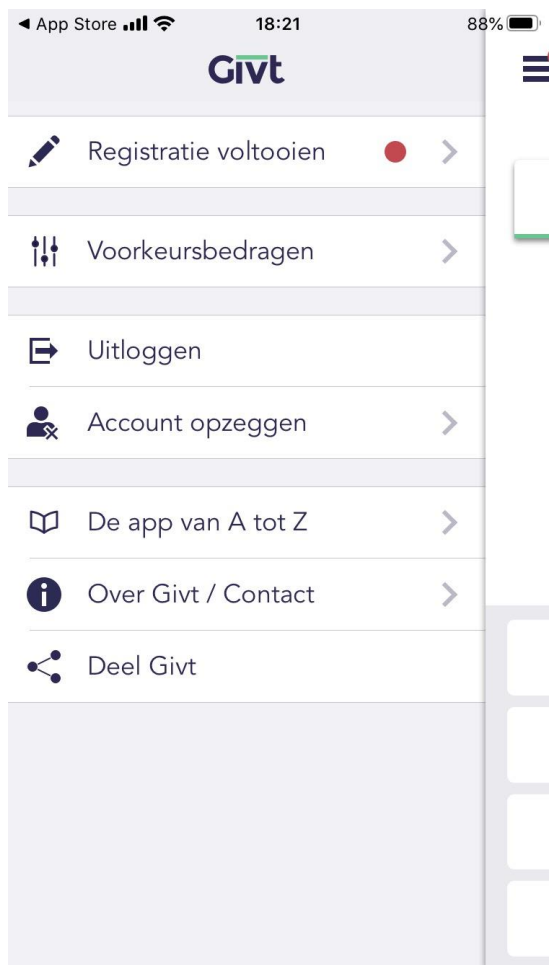 App Store 18:21 88%
Givt
Registratie voltooien
Voorkeursbedragen
Uitloggen
Account opzeggen
De app van A tot Z
Over Givt / Contact
Deel Givt